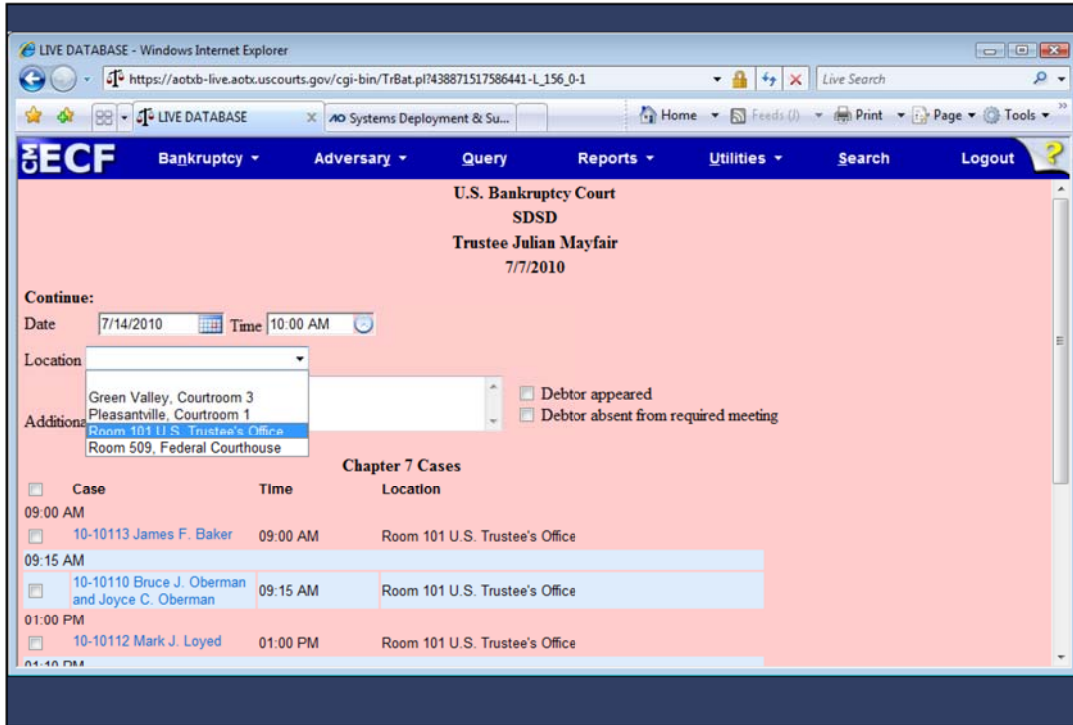 LIVE DATABASE - Windows Internet Explorer
https://aotxb-live.aotx.uscourts.gov/cgi-bin/TrBat.pl?438871517586441-L_156_0-1
Live Search
LIVE DATABASE
Systems Deployment & Su...
Home Feeds (J) Print Page Tools
CM ECF Bankruptcy Adversary Query Reports Utilities Search Logout ?
U.S. Bankruptcy Court
SDSD
Trustee Julian Mayfair
7/7/2010
Continue:
Date 7/14/2010 Time 10:00 AM
Location
Green Valley, Courtroom 3
Pleasantville, Courtroom 1
Room 101 U.S. Trustee's Office
Room 509, Federal Courthouse
Additiona
Debtor appeared
Debtor absent from required meeting
Chapter 7 Cases
Case Time Location
09:00 AM
10-10113 James F. Baker 09:00 AM Room 101 U.S. Trustee's Office
09:15 AM
10-10110 Bruce J. Oberman and Joyce C. Oberman 09:15 AM Room 101 U.S. Trustee's Office
01:00 PM
10-10112 Mark J. Loyed 01:00 PM Room 101 U.S. Trustee's Office
01:10 PM